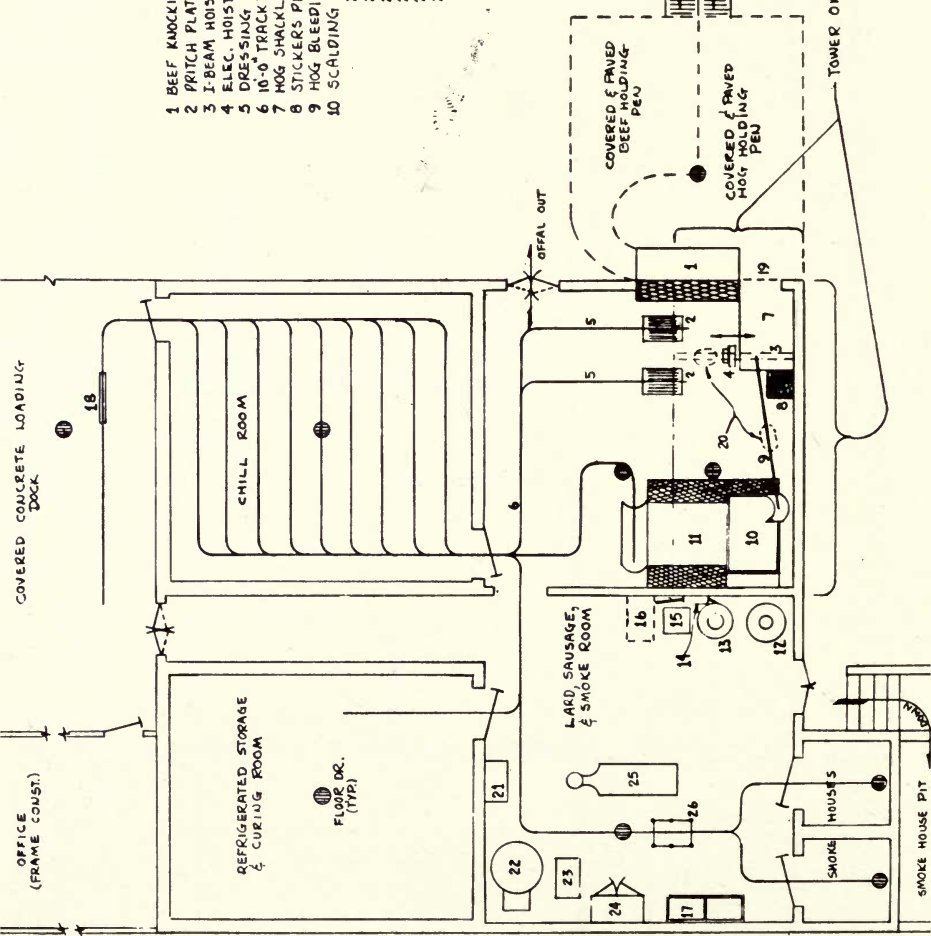 1 BEEF KNOCKI
2 PRITCH PLAT
3 I-BEAM HOIS
4 ELEC. HOIST
5 DRESSING
6 10'-0" TRACK
7 HOG SHACKL
8 STICKERS P
9 HOG BLEEDI
10 SCALDING
COVERED & PAVED
BEEF HOLDING
PEN
COVERED & PAVED
HOG HOLDING
PEN
TOWER O
OFFAL OUT
COVERED CONCRETE LOADING
DOCK
18
CHILL ROOM
6
5
5
1
19
2
2
7
3
4
8
20
9
11
10
16
15
14
13
12
LARD, SAUSAGE,
& SMOKE ROOM
REFRIGERATED STORAGE
& CURING ROOM
FLOOR DR.
(TYP.)
OFFICE
(FRAME CONST.)
21
22
23
24
25
26
17
SMOKE HOUSES
DOWN
SMOKE HOUSE PIT